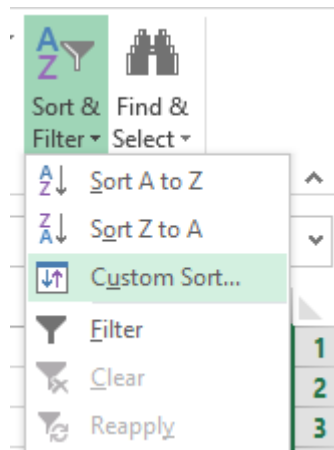 Sort & Find &
Filter Select
Sort A to Z
Sort Z to A
Custom Sort...
Filter
Clear
Reapply
1
2
3